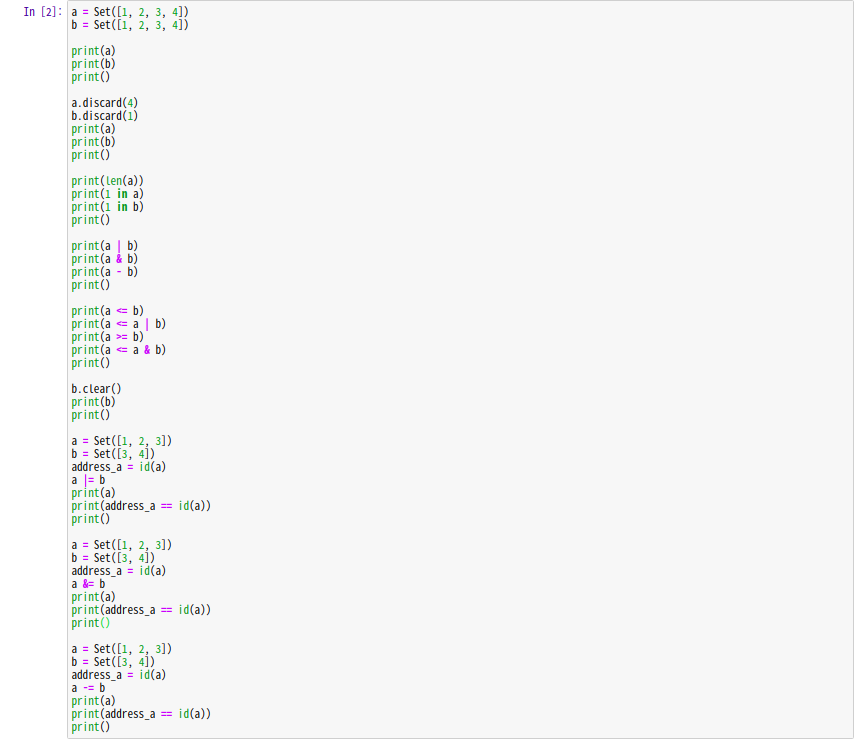 In [2]: a = Set([1, 2, 3, 4])
b = Set([1, 2, 3, 4])
print(a)
print(b)
print()
a.discard(4)
b.discard(1)
print(a)
print(b)
print()
print(len(a))
print(1 in a)
print(1 in b)
print()
print(a | b)
print(a & b)
print(a - b)
print()
print(a <= b)
print(a <= a | b)
print(a >= b)
print(a <= a & b)
print()
b.clear()
print(b)
print()
a = Set([1, 2, 3])
b = Set([3, 4])
address_a = id(a)
a |= b
print(a)
print(address_a == id(a))
print()
a = Set([1, 2, 3])
b = Set([3, 4])
address_a = id(a)
a &= b
print(a)
print(address_a == id(a))
print()
a = Set([1, 2, 3])
b = Set([3, 4])
address_a = id(a)
a -= b
print(a)
print(address_a == id(a))
print()